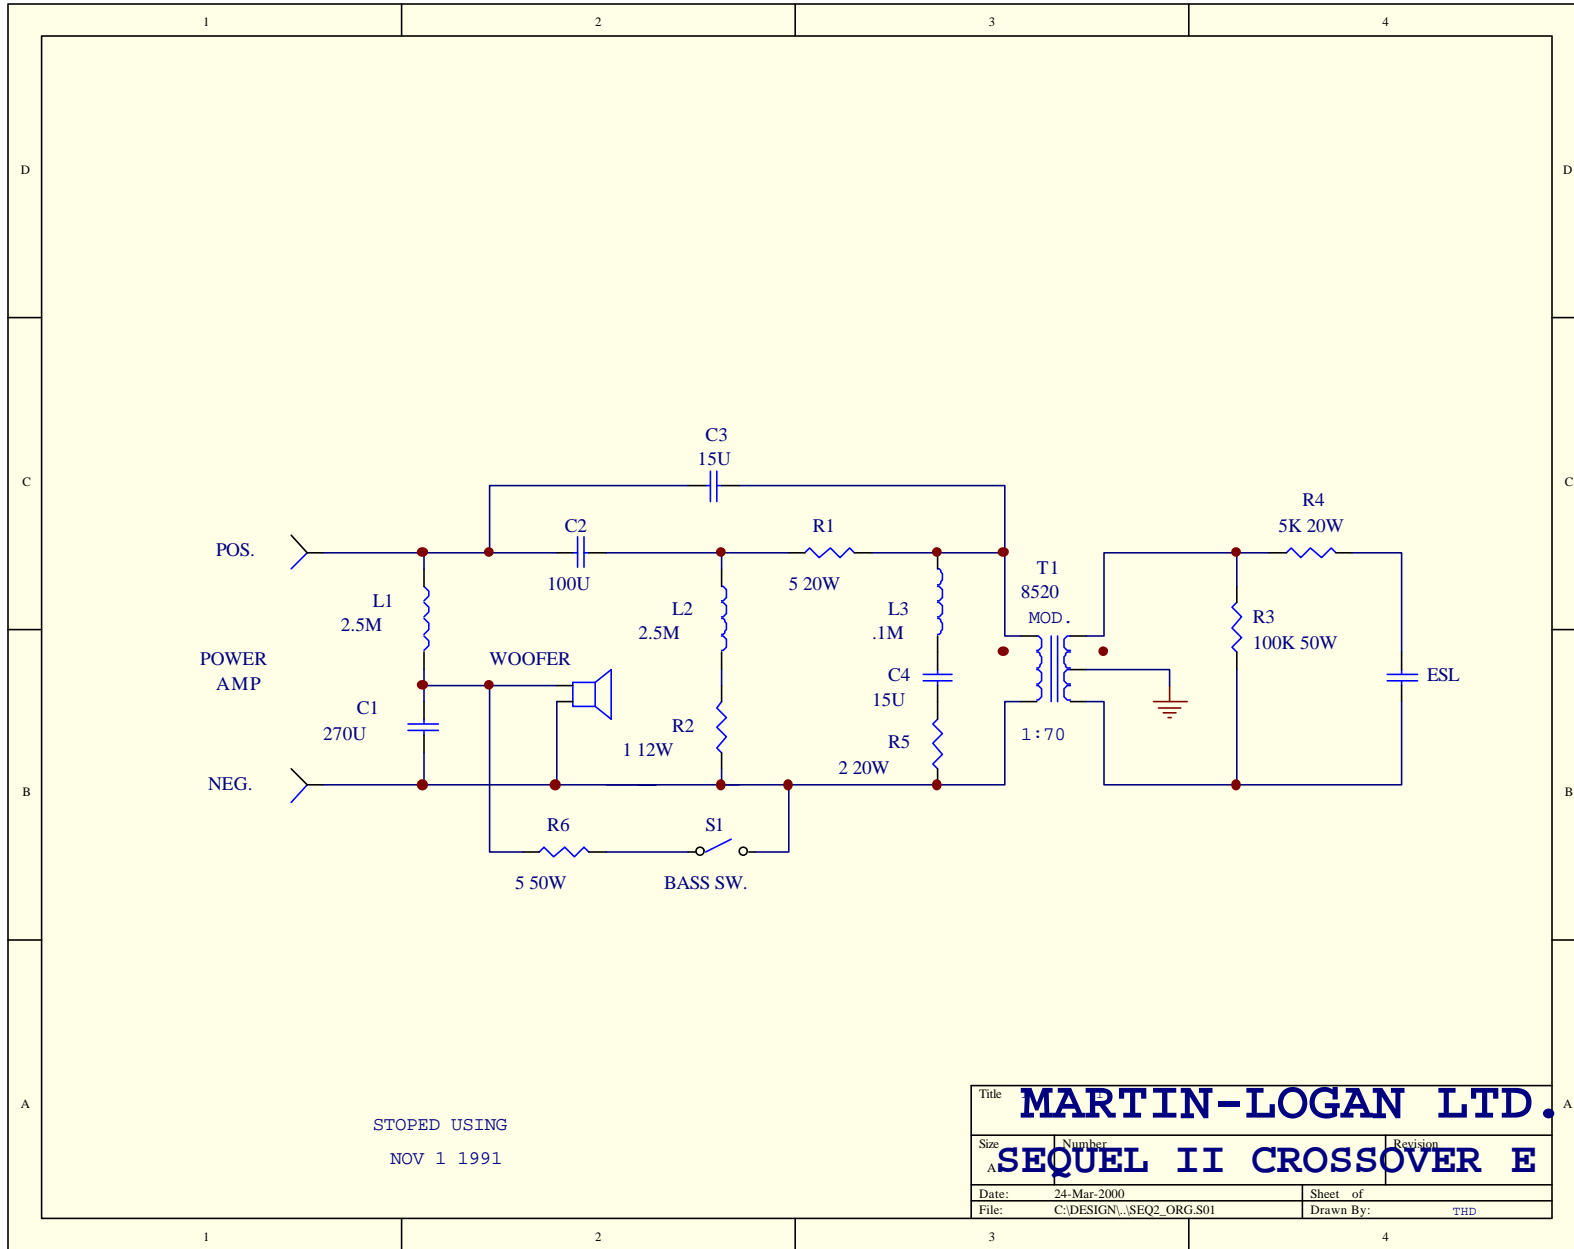 1 2 3 4
D D
C3
15U
C C
R4
5K 20W
C2
R1
POS.
T1
100U
5 20W
8520
L1
2.5M
L2
2.5M
L3
.1M
MOD.
R3
100K 50W
POWER
AMP
WOOFER
C4
15U
ESL
C1
270U
R2
1 12W
R5
2 20W
1:70
NEG.
B B
R6
S1
5 50W
BASS SW.
A A
STOPED USING
NOV 1 1991
Title MARTIN-LOGAN LTD.
Size Number Revision
A SEQUEL II CROSSOVER E
Date: 24-Mar-2000 Sheet of
File: C:\DESIGN\..\SEQ2_ORG.S01 Drawn By: THD
1 2 3 4